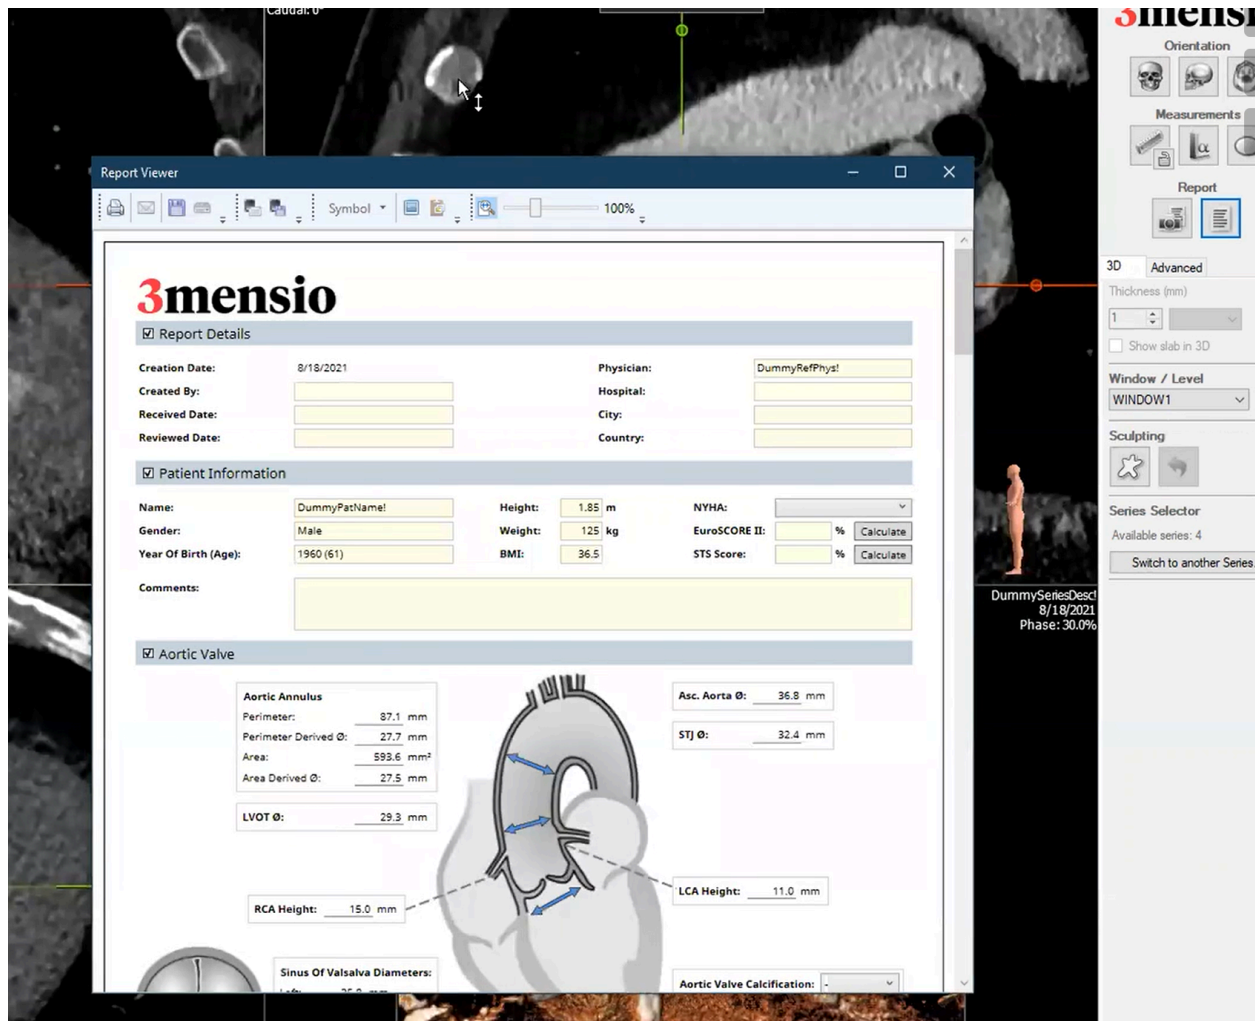 Caudal: 0°
3mensio
Orientation
Measurements
Report
3D
Advanced
Thickness (mm)
1
Show slab in 3D
Window / Level
WINDOW1
Sculpting
Series Selector
Available series: 4
Switch to another Series.
DummySeriesDesc!
8/18/2021
Phase: 30.0%
Report Viewer
Symbol
100%
3mensio
Report Details
Creation Date: 8/18/2021 Physician: DummyRefPhys!
Created By: Hospital:
Received Date: City:
Reviewed Date: Country:
Patient Information
Name: DummyPatName! Height: 1.85 m NYHA:
Gender: Male Weight: 125 kg EuroSCORE II: % Calculate
Year Of Birth (Age): 1960 (61) BMI: 36.5 STS Score: % Calculate
Comments:
Aortic Valve
Aortic Annulus
Perimeter: 87.1 mm
Perimeter Derived Ø: 27.7 mm
Area: 593.6 mm²
Area Derived Ø: 27.5 mm
LVOT Ø: 29.3 mm
Asc. Aorta Ø: 36.8 mm
STJ Ø: 32.4 mm
RCA Height: 15.0 mm
LCA Height: 11.0 mm
Sinus Of Valsalva Diameters:
Aortic Valve Calcification: -